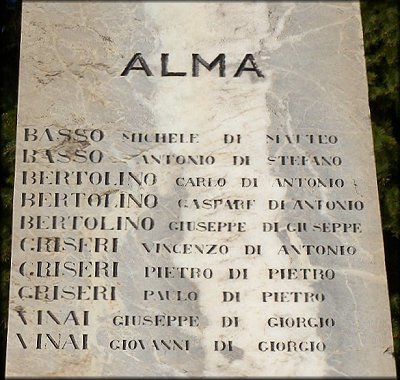 ALMA
BASSO MICHELE DI MATTEO
BASSO ANTONIO DI STEFANO
BERTOLINO CARLO DI ANTONIO
BERTOLINO GASPARE DI ANTONIO
BERTOLINO GIUSEPPE DI GIUSEPPE
GRISERI VINCENZO DI ANTONIO
GRISERI PIETRO DI PIETRO
GRISERI PAULO DI PIETRO
VINAI GIUSEPPE DI GIORGIO
VINAI GIOVANNI DI GIORGIO